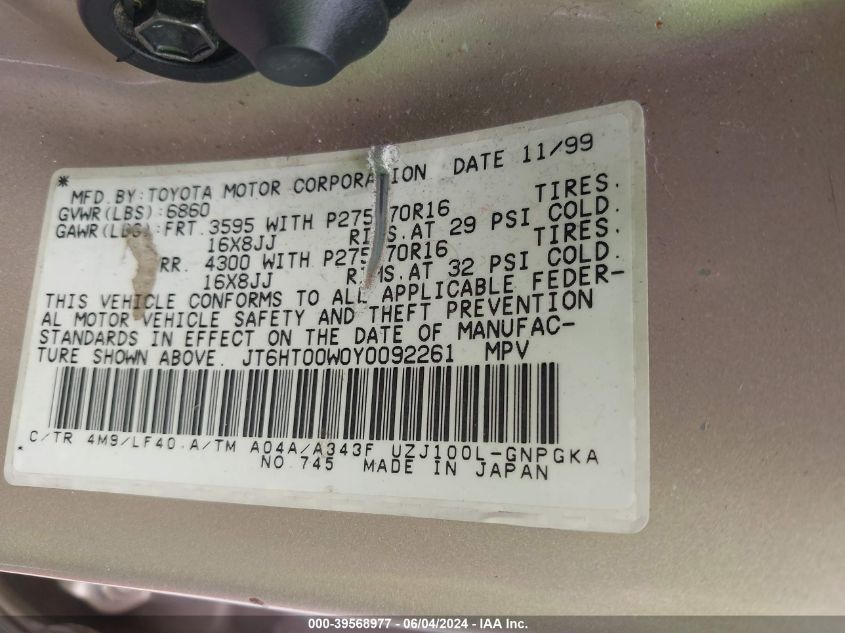 * MFD.BY:TOYOTA MOTOR CORPORATION DATE 11/99
GVWR(LBS):6860
GAWR(LBS):FRT. 3595 WITH P275/70R16 TIRES.
16X8JJ RIMS.AT 29 PSI COLD.
RR. 4300 WITH P275/70R16 TIRES.
16X8JJ RIMS.AT 32 PSI COLD.
THIS VEHICLE CONFORMS TO ALL APPLICABLE FEDER-
AL MOTOR VEHICLE SAFETY AND THEFT PREVENTION
STANDARDS IN EFFECT ON THE DATE OF MANUFAC-
TURE SHOWN ABOVE. JT6HT00W0Y0092261 MPV
C/TR 4M9/LF40.A/TM A04A/A343F UZJ100L-GNPGKA
* NO.745 MADE IN JAPAN
000-39568977 - 06/04/2024 - IAA Inc.